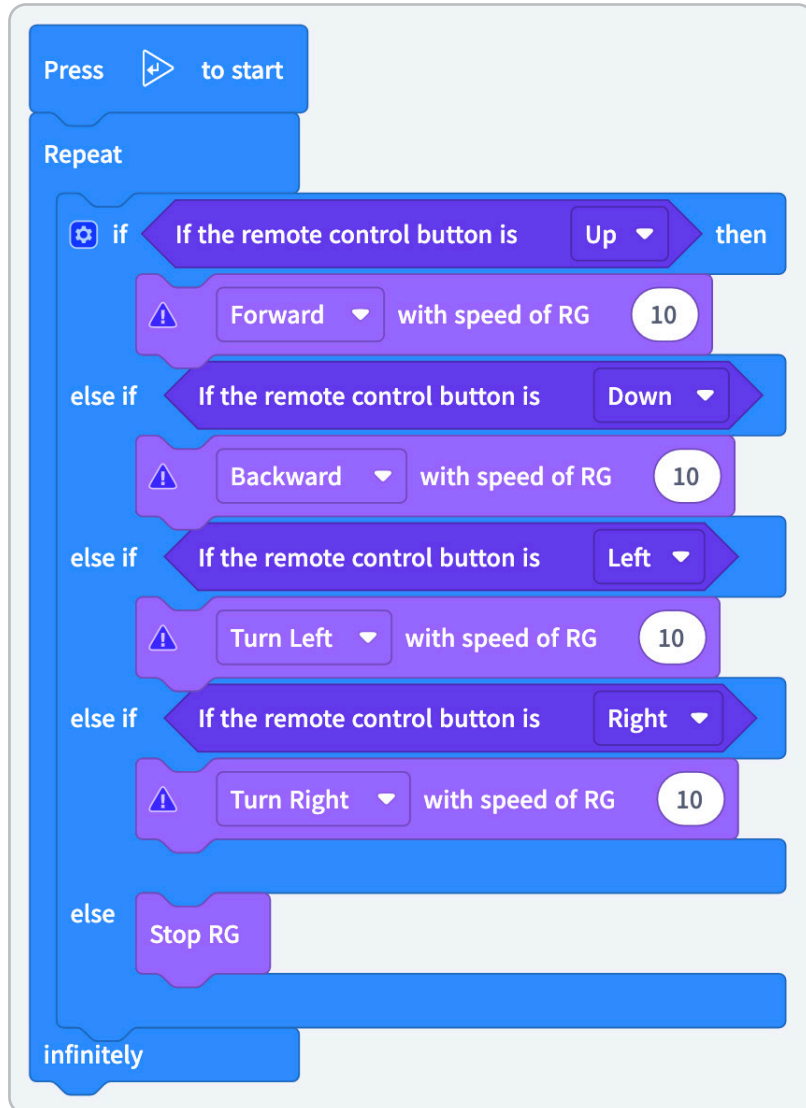 Press to start
Repeat
if If the remote control button is Up then
Forward with speed of RG 10
else if If the remote control button is Down
Backward with speed of RG 10
else if If the remote control button is Left
Turn Left with speed of RG 10
else if If the remote control button is Right
Turn Right with speed of RG 10
else Stop RG
infinitely